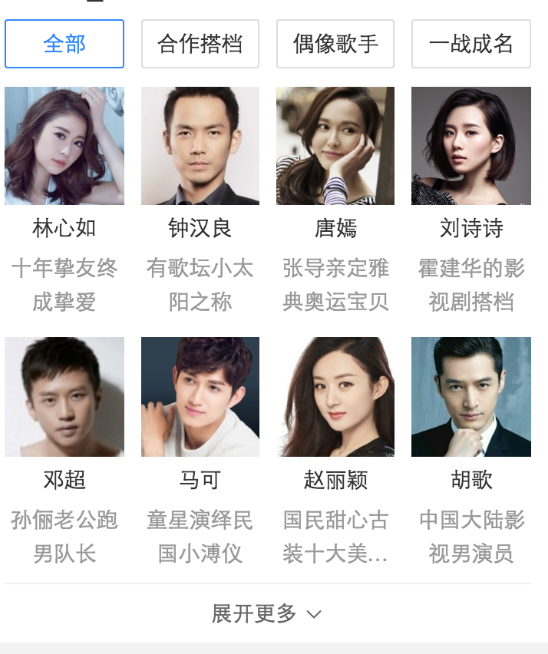 全部 合作搭档 偶像歌手 一战成名
林心如 钟汉良 唐嫣 刘诗诗
十年挚友终 有歌坛小太 张导亲定雅 霍建华的影
成挚爱 阳之称 典奥运宝贝 视剧搭档
邓超 马可 赵丽颖 胡歌
孙俪老公跑 童星演绎民 国民甜心古 中国大陆影
男队长 国小溥仪 装十大美... 视男演员
展开更多